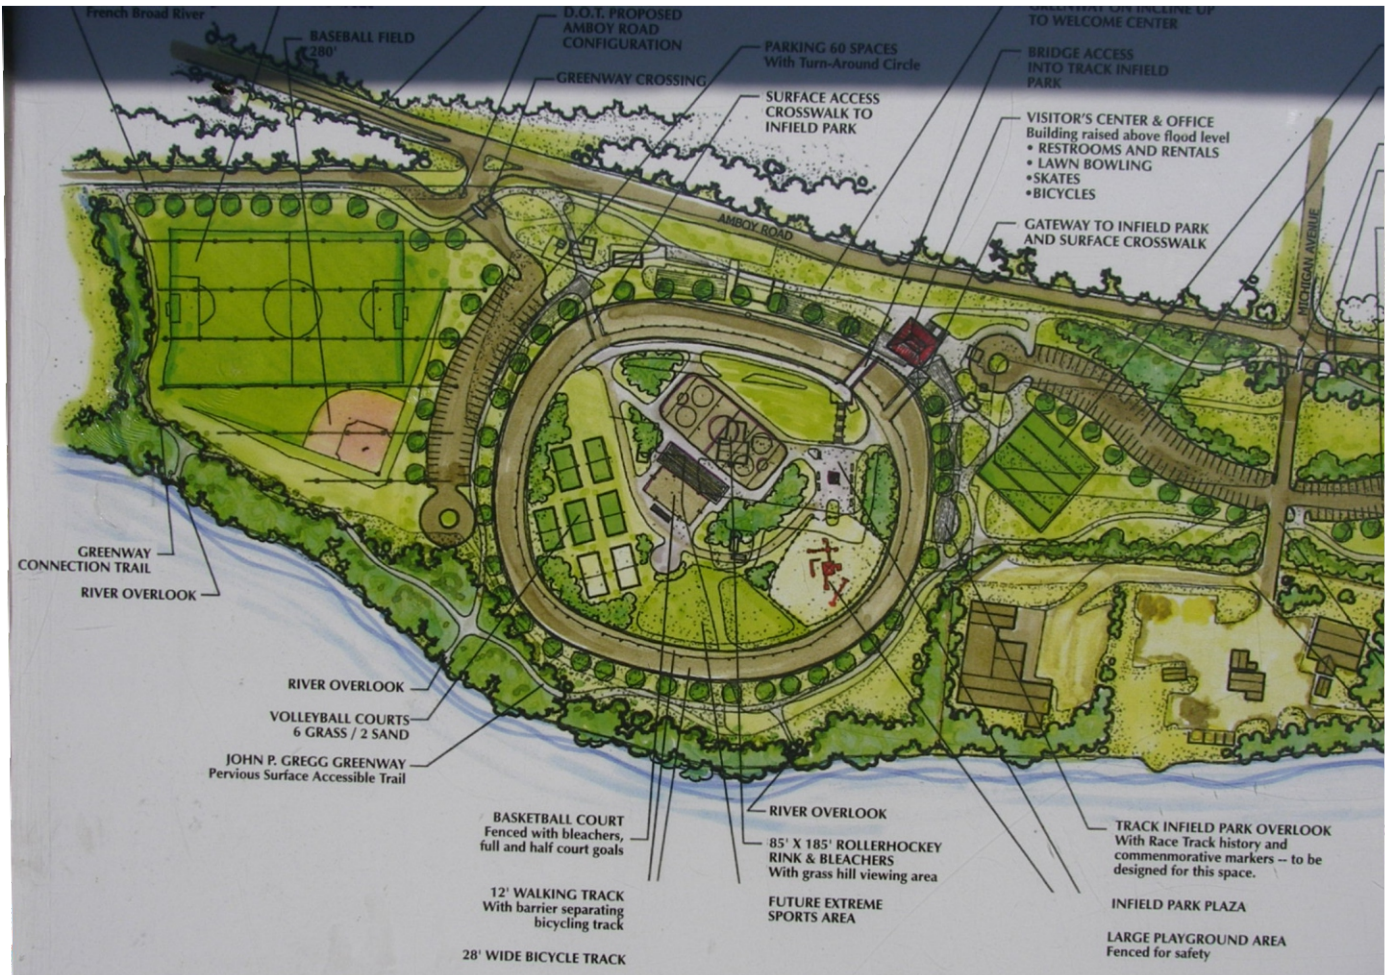 French Broad River
BASEBALL FIELD
280'
D.O.T. PROPOSED
AMBOY ROAD
CONFIGURATION
GREENWAY CROSSING
PARKING 60 SPACES
With Turn-Around Circle
SURFACE ACCESS
CROSSWALK TO
INFIELD PARK
GREENWAY ON INCLINE UP
TO WELCOME CENTER
BRIDGE ACCESS
INTO TRACK INFIELD
PARK
VISITOR'S CENTER & OFFICE
Building raised above flood level
• RESTROOMS AND RENTALS
• LAWN BOWLING
•SKATES
•BICYCLES
GATEWAY TO INFIELD PARK
AND SURFACE CROSSWALK
AMBOY ROAD
MICHIGAN AVENUE
GREENWAY
CONNECTION TRAIL
RIVER OVERLOOK
RIVER OVERLOOK
VOLLEYBALL COURTS
6 GRASS / 2 SAND
JOHN P. GREGG GREENWAY
Pervious Surface Accessible Trail
BASKETBALL COURT
Fenced with bleachers,
full and half court goals
12' WALKING TRACK
With barrier separating
bicycling track
28' WIDE BICYCLE TRACK
RIVER OVERLOOK
85' X 185' ROLLERHOCKEY
RINK & BLEACHERS
With grass hill viewing area
FUTURE EXTREME
SPORTS AREA
TRACK INFIELD PARK OVERLOOK
With Race Track history and
commenmorative markers -- to be
designed for this space.
INFIELD PARK PLAZA
LARGE PLAYGROUND AREA
Fenced for safety